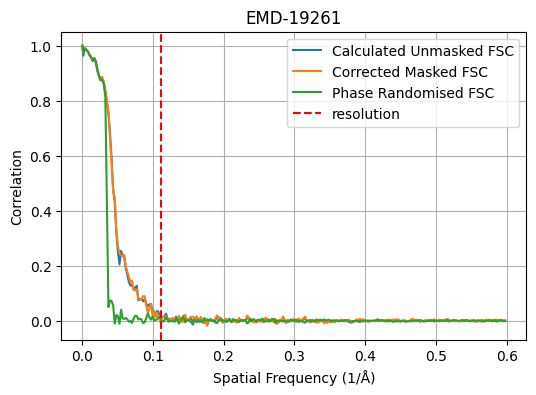 EMD-19261
Calculated Unmasked FSC
Corrected Masked FSC
Phase Randomised FSC
resolution
1.0
0.8
0.6
0.4
0.2
0.0
Correlation
0.0 0.1 0.2 0.3 0.4 0.5 0.6
Spatial Frequency (1/Å)